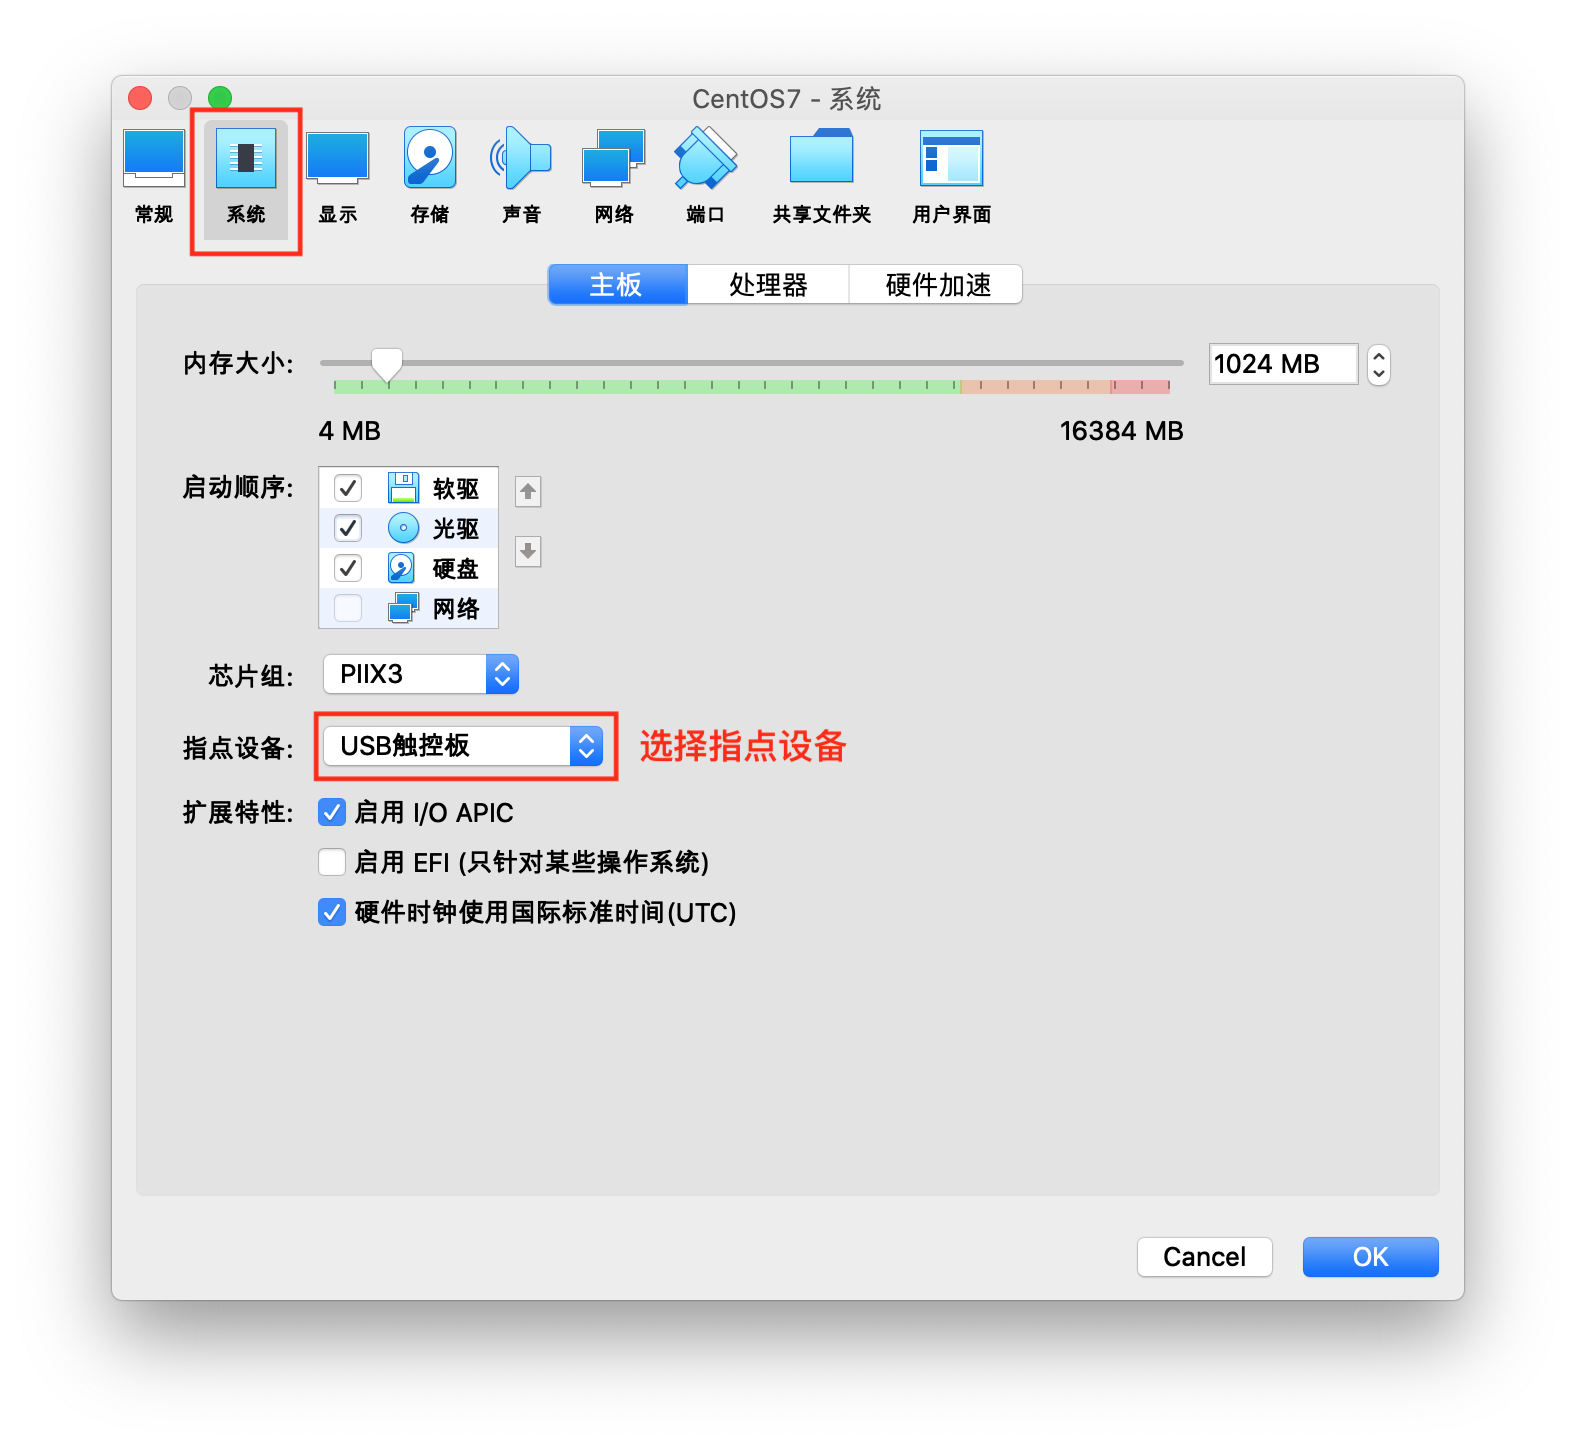 CentOS7 - 系统
常规 系统 显示 存储 声音 网络 端口 共享文件夹 用户界面
主板 处理器 硬件加速
内存大小: 1024 MB
4 MB 16384 MB
启动顺序: 软驱
光驱
硬盘
网络
芯片组: PIIX3
指点设备: USB触控板 选择指点设备
扩展特性: 启用 I/O APIC
启用 EFI (只针对某些操作系统)
硬件时钟使用国际标准时间(UTC)
Cancel OK